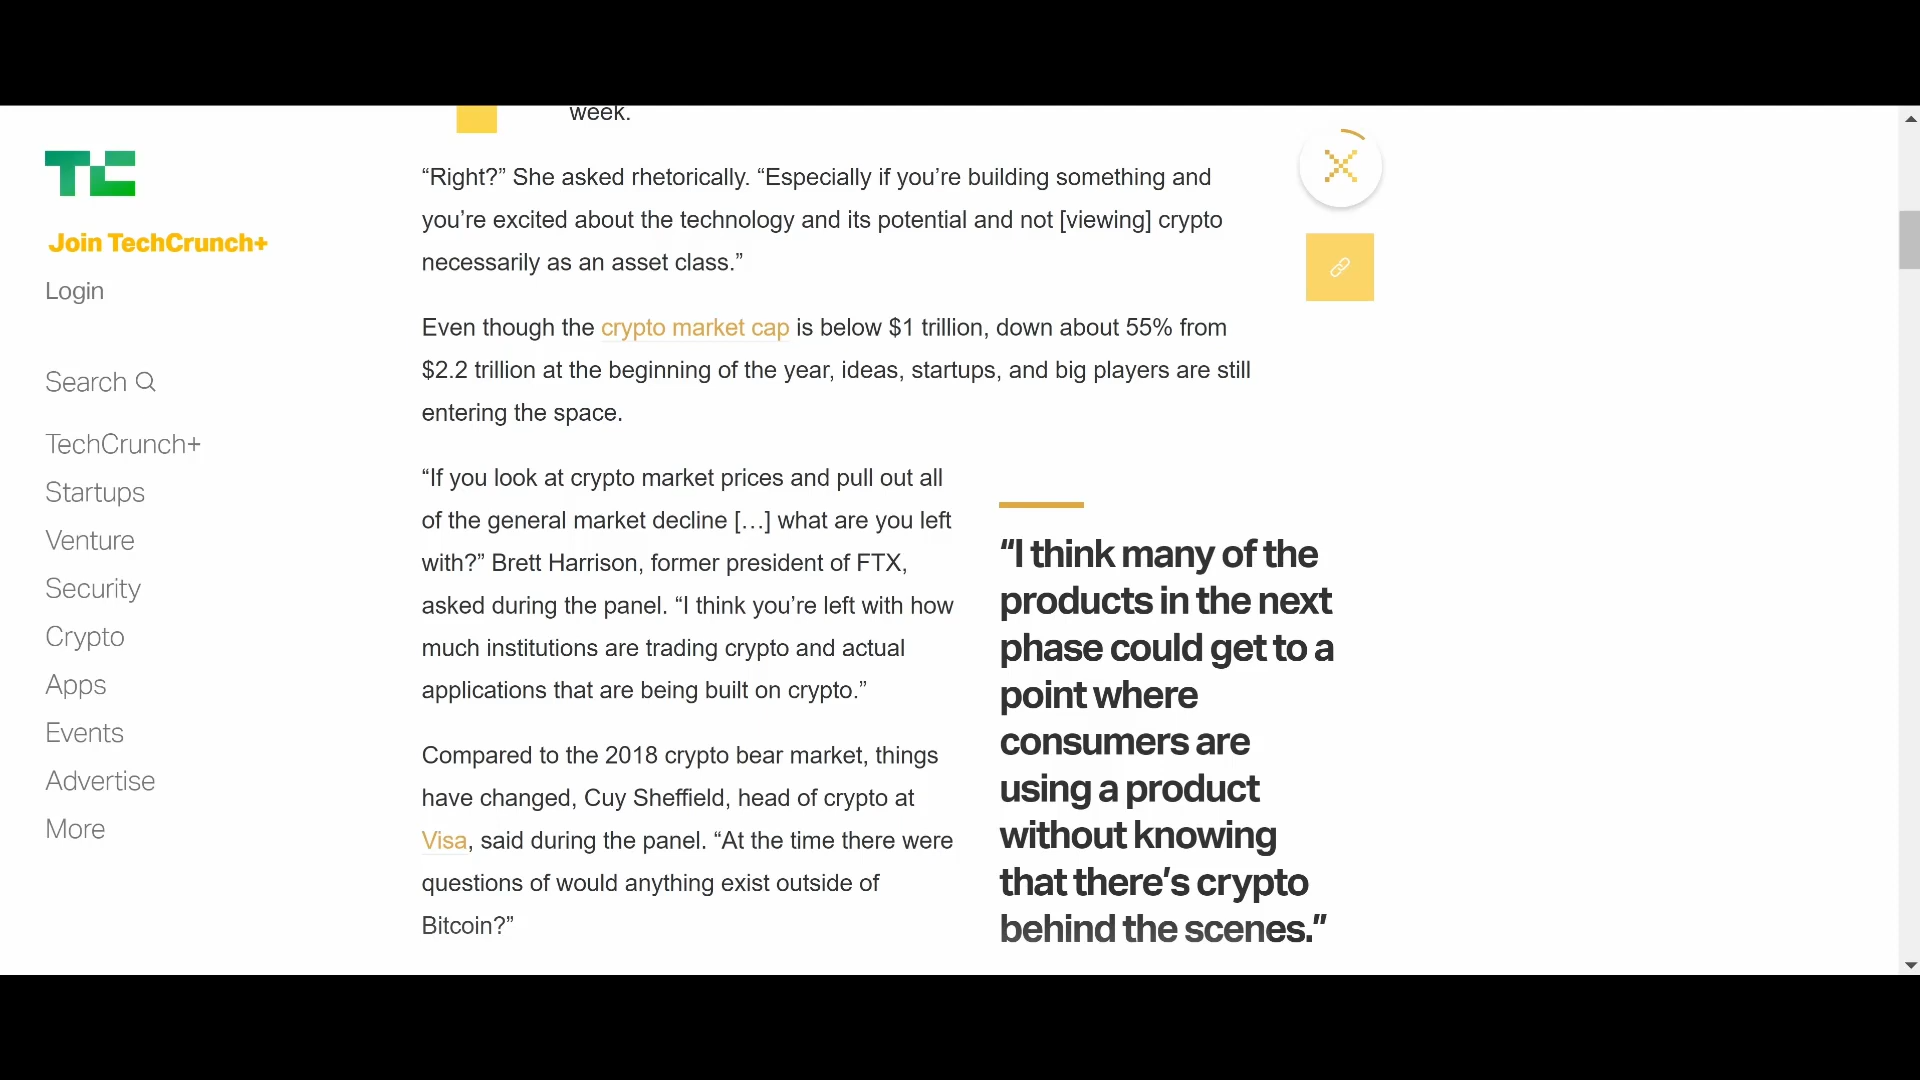 week.
TC
Join TechCrunch+
Login
Search
TechCrunch+
Startups
Venture
Security
Crypto
Apps
Events
Advertise
More
“Right?” She asked rhetorically. “Especially if you’re building something and
you’re excited about the technology and its potential and not [viewing] crypto
necessarily as an asset class.”
Even though the crypto market cap is below $1 trillion, down about 55% from
$2.2 trillion at the beginning of the year, ideas, startups, and big players are still
entering the space.
“If you look at crypto market prices and pull out all
of the general market decline […] what are you left
with?” Brett Harrison, former president of FTX,
asked during the panel. “I think you’re left with how
much institutions are trading crypto and actual
applications that are being built on crypto.”
Compared to the 2018 crypto bear market, things
have changed, Cuy Sheffield, head of crypto at
Visa, said during the panel. “At the time there were
questions of would anything exist outside of
Bitcoin?”
“I think many of the
products in the next
phase could get to a
point where
consumers are
using a product
without knowing
that there’s crypto
behind the scenes.”